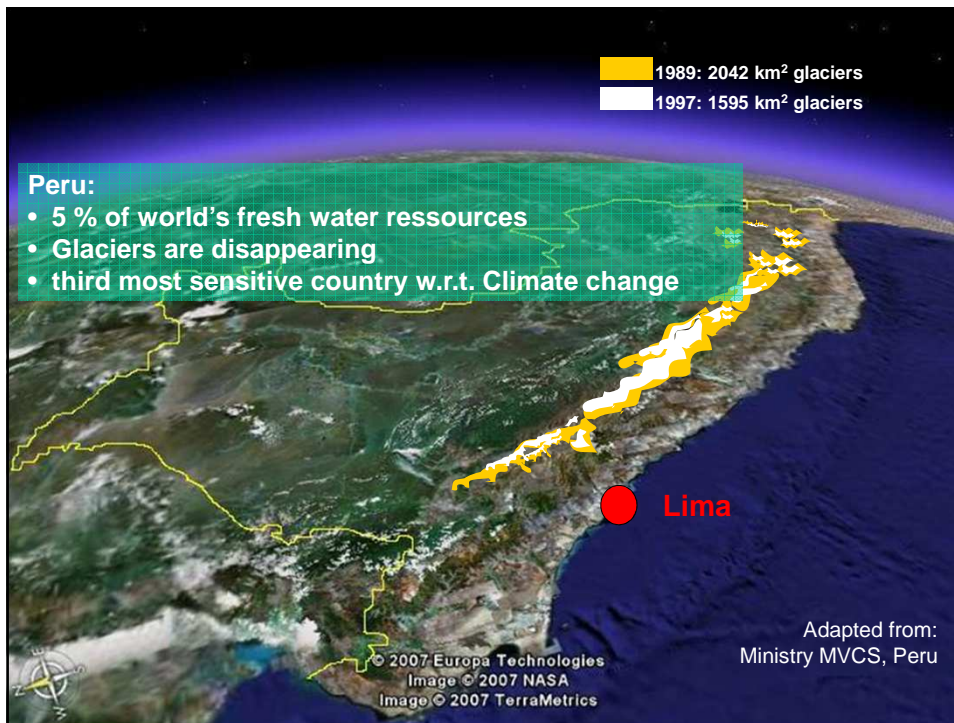 1989: 2042 km² glaciers
1997: 1595 km² glaciers
Peru:
• 5 % of world's fresh water ressources
• Glaciers are disappearing
• third most sensitive country w.r.t. Climate change
Lima
Adapted from:
Ministry MVCS, Peru
© 2007 Europa Technologies
Image © 2007 NASA
Image © 2007 TerraMetrics
E
S
N
W